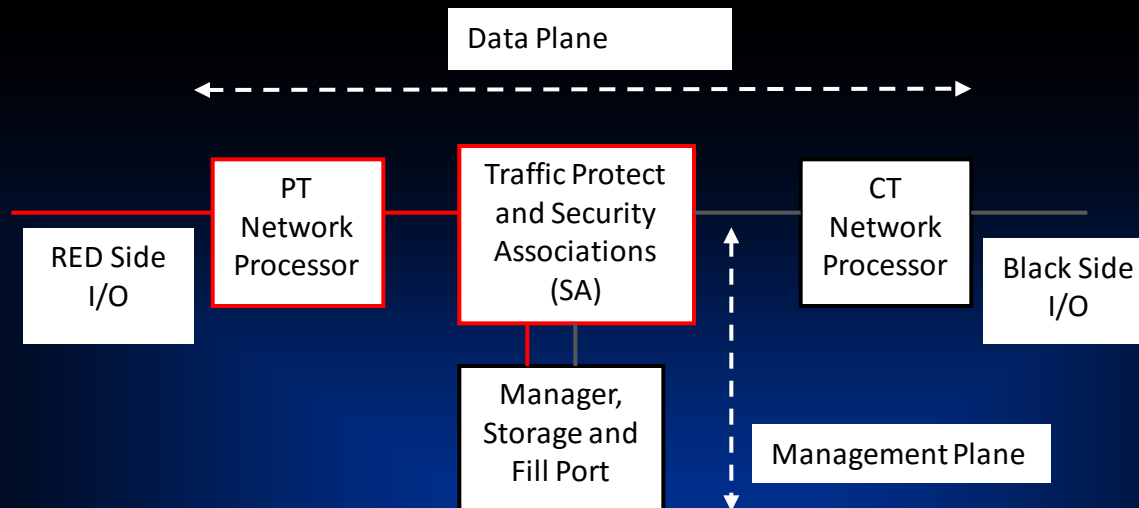 Data Plane
PT
Network
Processor
Traffic Protect
and Security
Associations
(SA)
CT
Network
Processor
RED Side
I/O
Black Side
I/O
Manager,
Storage and
Fill Port
Management Plane